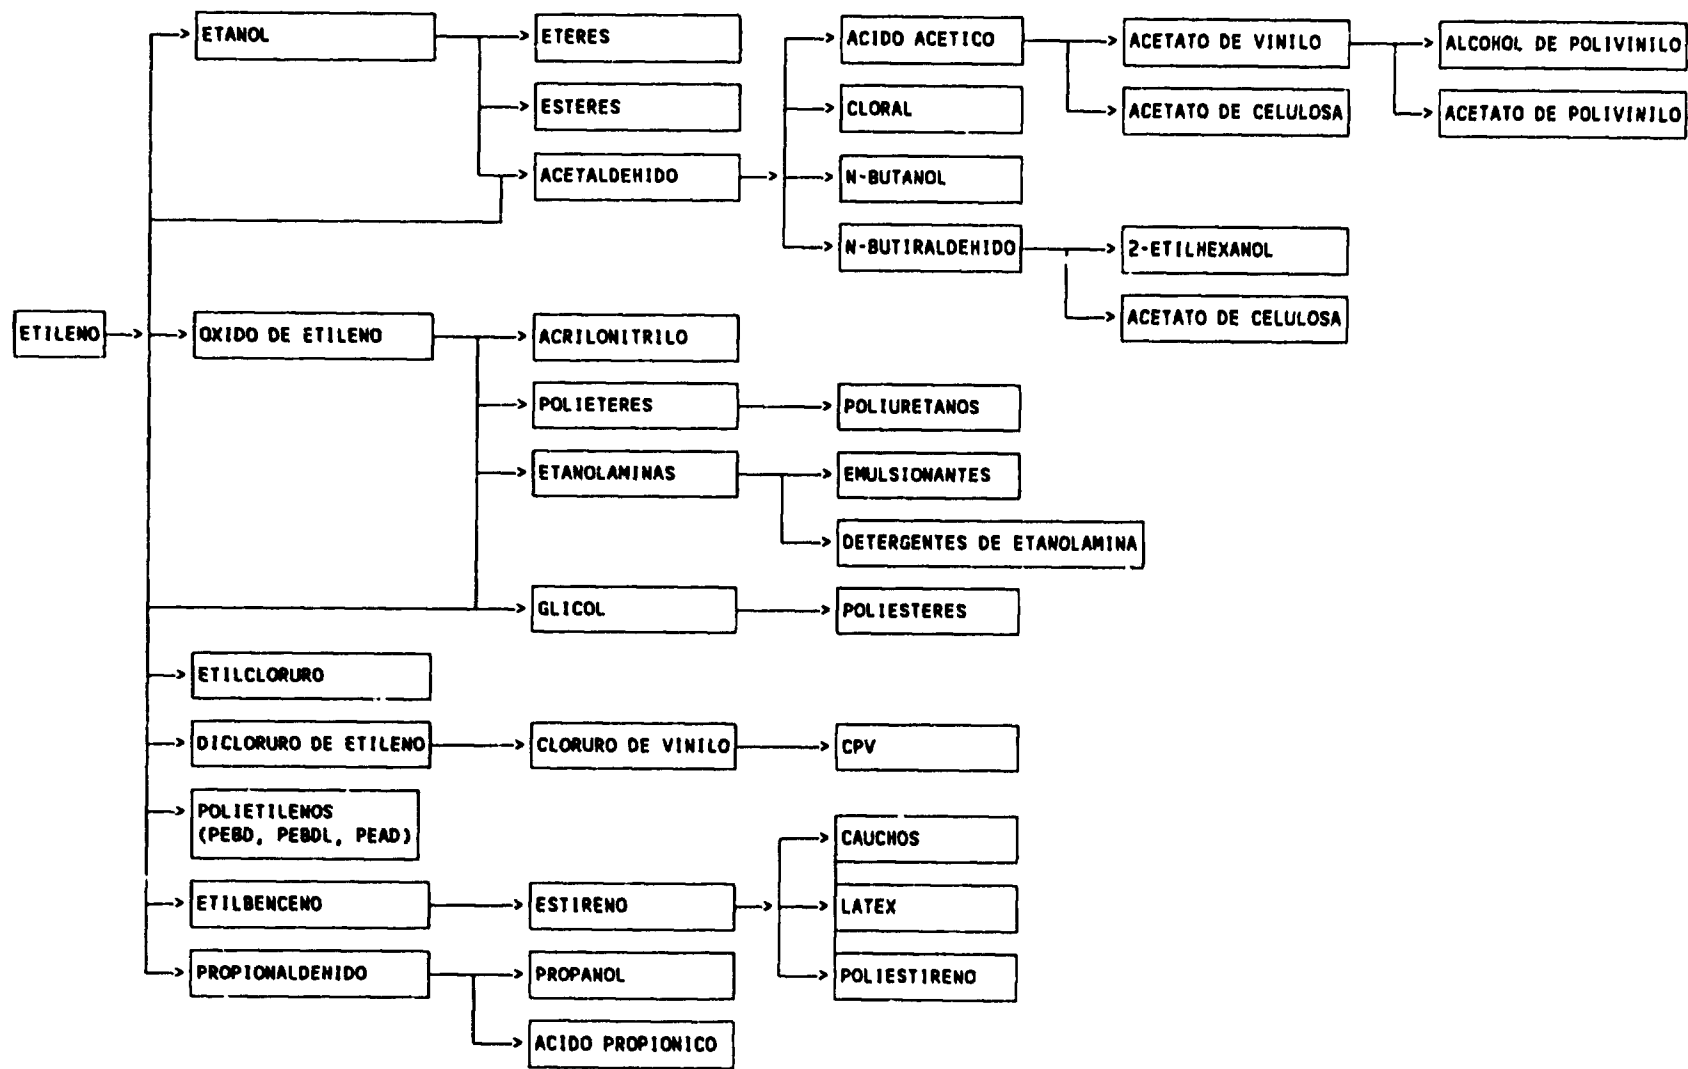 ETANOL
ETERES
ACIDO ACETICO
ACETATO DE VINILO
ALCOHOL DE POLIVINILO
ESTERES
CLORAL
ACETATO DE CELULOSA
ACETATO DE POLIVINILO
ACETALDEHIDO
N-BUTANOL
N-BUTIRALDEHIDO
2-ETILHEXANOL
ETILENO
OXIDO DE ETILENO
ACRILONITRILO
ACETATO DE CELULOSA
POLIETERES
POLIURETANOS
ETANOLAMINAS
EMULSIONANTES
DETERGENTES DE ETANOLAMINA
GLICOL
POLIESTERES
ETILCLORURO
DICLORURO DE ETILENO
CLORURO DE VINILO
CPV
POLIETILENOS
(PEBD, PEBDL, PEAD)
CAUCHOS
ETILBENCENO
ESTIRENO
LATEX
PROPIONALDEHIDO
PROPANOL
POLIESTIRENO
ACIDO PROPIONICO